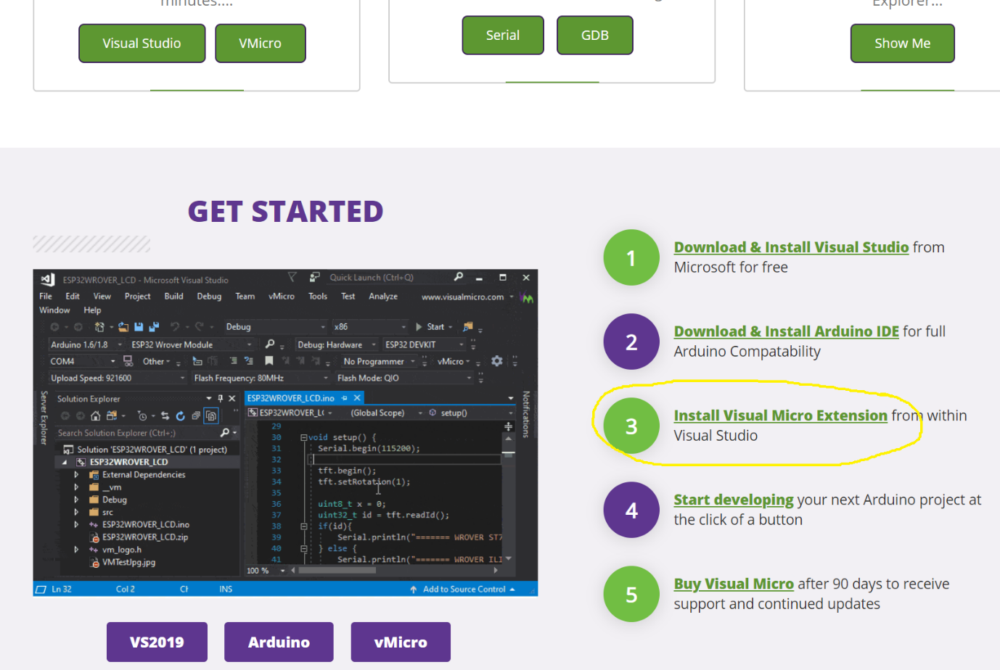 minutes....
Explorer...
Visual Studio
VMicro
Serial
GDB
Show Me
GET STARTED
ESP32WROVER_LCD - Microsoft Visual Studio
Quick Launch (Ctrl+Q)
File Edit View Project Build Debug Team vMicro Tools Test Analyze www.visualmicro.com
Window Help
Debug x86 Start
Arduino 1.6/1.8 ESP32 Wrover Module Debug: Hardware ESP32 DEVKIT
COM4 Other No Programmer vMicro
Upload Speed: 921600 Flash Frequency: 80MHz Flash Mode: QIO
Server Explorer
Solution Explorer
Search Solution Explorer (Ctrl+;)
Solution 'ESP32WROVER_LCD' (1 project)
ESP32WROVER_LCD
External Dependencies
__vm
Debug
src
ESP32WROVER_LCD.ino
ESP32WROVER_LCD.zip
vm_logo.h
VMTestJpg.jpg
ESP32WROVER_LCD.ino
ESP32WROVER_L( (Global Scope) setup()
29
30 void setup() {
31 Serial.begin(115200);
32
33 tft.begin();
34 tft.setRotation(1);
35
36 uint8_t x = 0;
37 uint32_t id = tft.readId();
38 if(id){
39 Serial.println("======= WROVER ST7
40 } else {
41 Serial.println("======= WROVER ILI
100 %
Notifications
Ln 32 Col 2 Cl INS Add to Source Control
VS2019
Arduino
vMicro
1 Download & Install Visual Studio from
Microsoft for free
2 Download & Install Arduino IDE for full
Arduino Compatability
3 Install Visual Micro Extension from within
Visual Studio
4 Start developing your next Arduino project at
the click of a button
5 Buy Visual Micro after 90 days to receive
support and continued updates